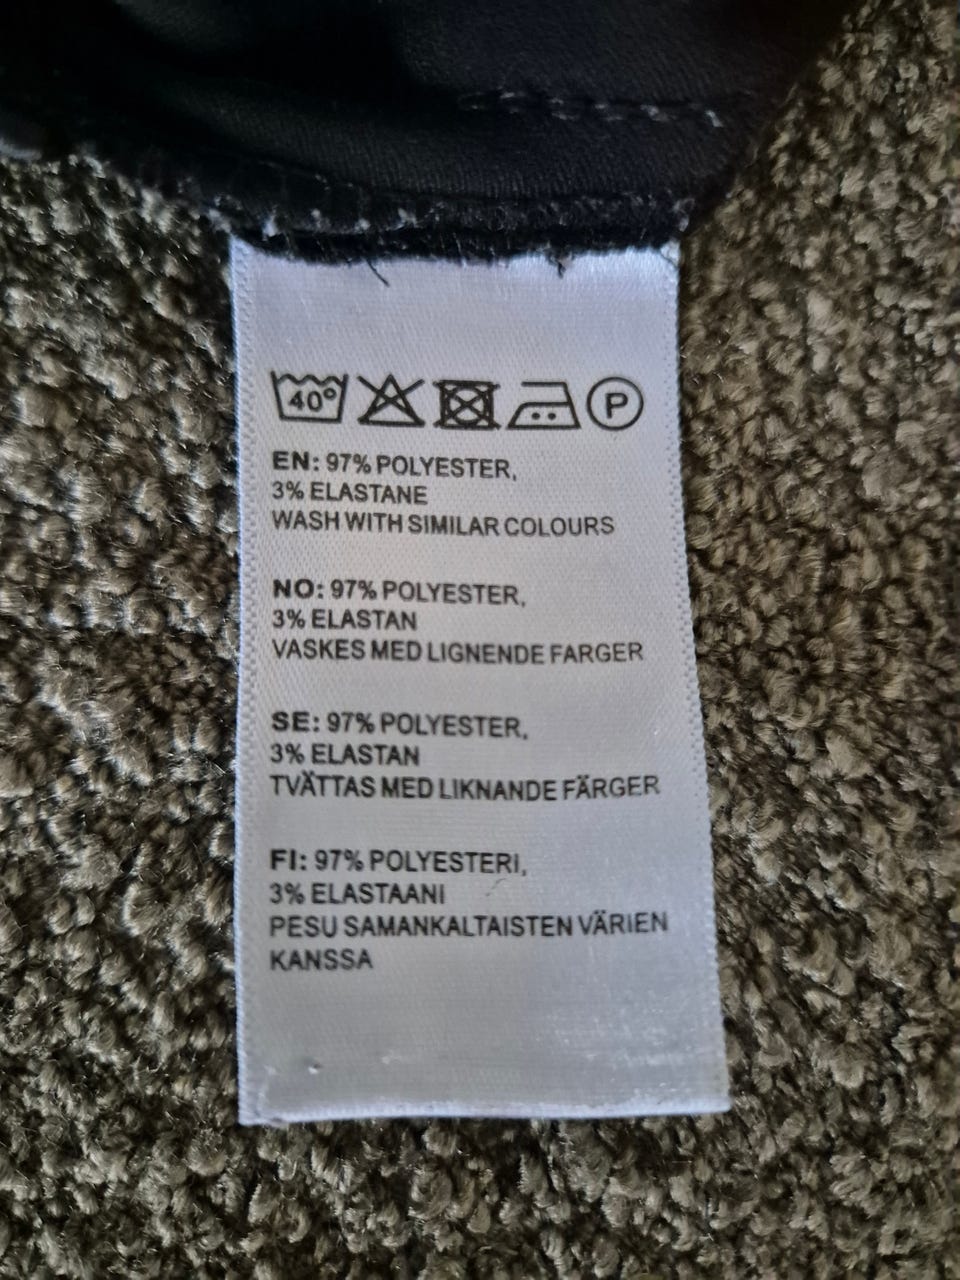 40° P
EN: 97% POLYESTER,
3% ELASTANE
WASH WITH SIMILAR COLOURS
NO: 97% POLYESTER,
3% ELASTAN
VASKES MED LIGNENDE FARGER
SE: 97% POLYESTER,
3% ELASTAN
TVÄTTAS MED LIKNANDE FÄRGER
FI: 97% POLYESTERI,
3% ELASTAANI
PESU SAMANKALTAISTEN VÄRIEN
KANSSA